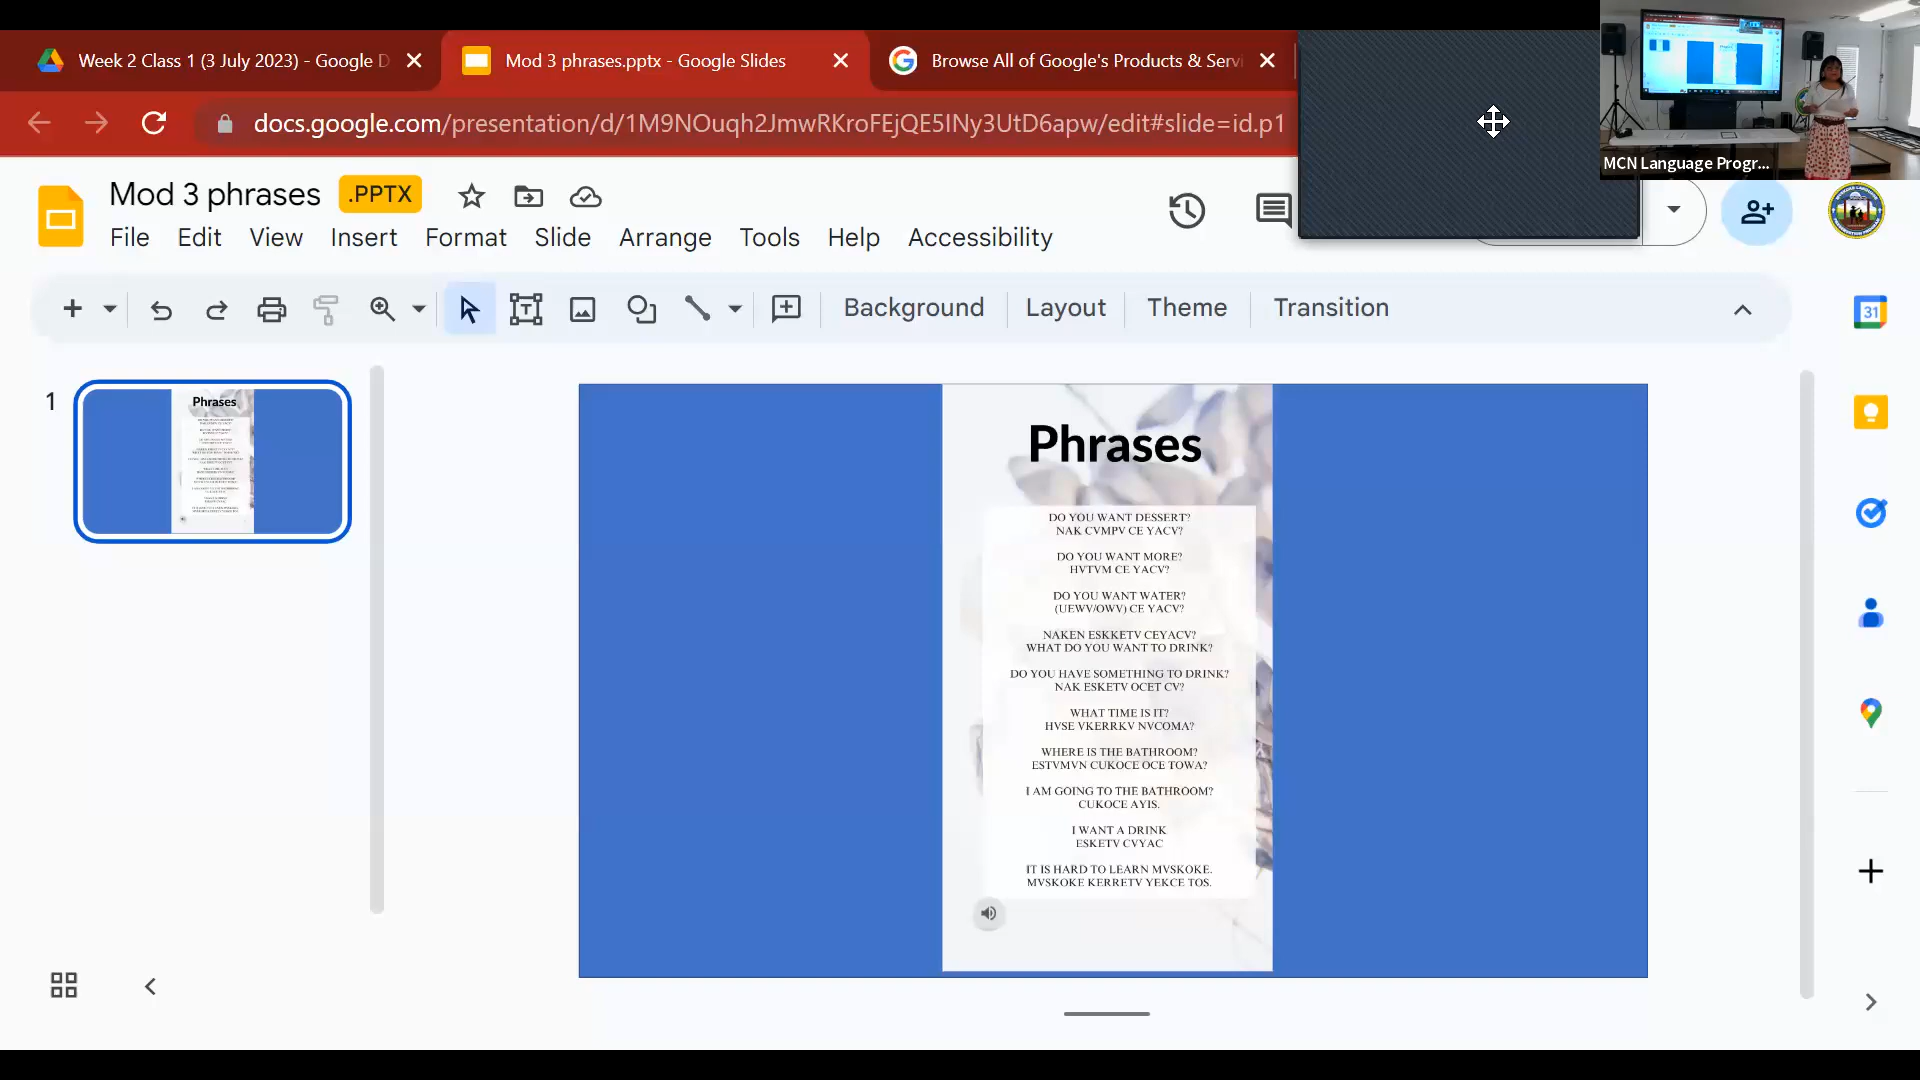 Week 2 Class 1 (3 July 2023) - Google D
Mod 3 phrases.pptx - Google Slides
Browse All of Google's Products & Servi
docs.google.com/presentation/d/1M9NOuqh2JmwRKroFEjQE5INy3UtD6apw/edit#slide=id.p1
MCN Language Progr...
Mod 3 phrases
.PPTX
File Edit View Insert Format Slide Arrange Tools Help Accessibility
Background Layout Theme Transition
31
1
Phrases
Phrases
DO YOU WANT DESSERT?
NAK CVMPV CE YACV?
DO YOU WANT MORE?
HVTVM CE YACV?
DO YOU WANT WATER?
(UEWV/OWV) CE YACV?
NAKEN ESKKETV CEYACV?
WHAT DO YOU WANT TO DRINK?
DO YOU HAVE SOMETHING TO DRINK?
NAK ESKETV OCET CV?
WHAT TIME IS IT?
HVSE VKERRKV NVCOMA?
WHERE IS THE BATHROOM?
ESTVMVN CUKOCE OCE TOWA?
I AM GOING TO THE BATHROOM?
CUKOCE AYIS.
I WANT A DRINK
ESKETV CVYAC
IT IS HARD TO LEARN MVSKOKE.
MVSKOKE KERRETV YEKCE TOS.